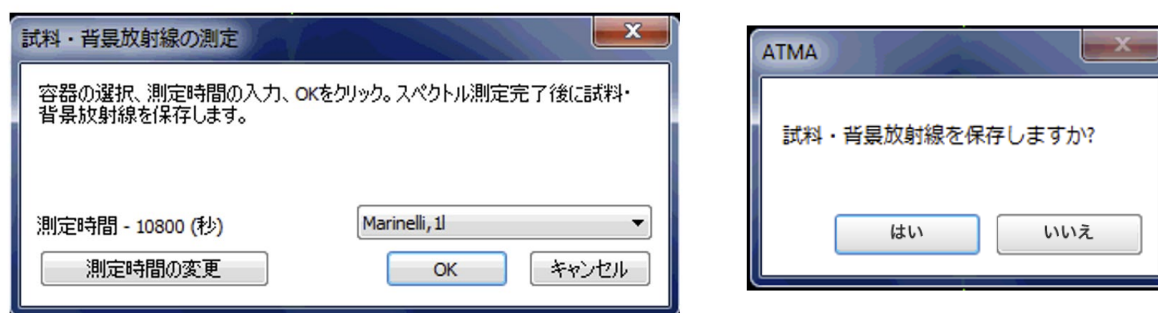 試料・背景放射線の測定
容器の選択、測定時間の入力、OKをクリック。スペクトル測定完了後に試料・
背景放射線を保存します。
測定時間 - 10800 (秒)
Marinelli, 1l
測定時間の変更
OK
キャンセル
ATMA
試料・背景放射線を保存しますか?
はい
いいえ